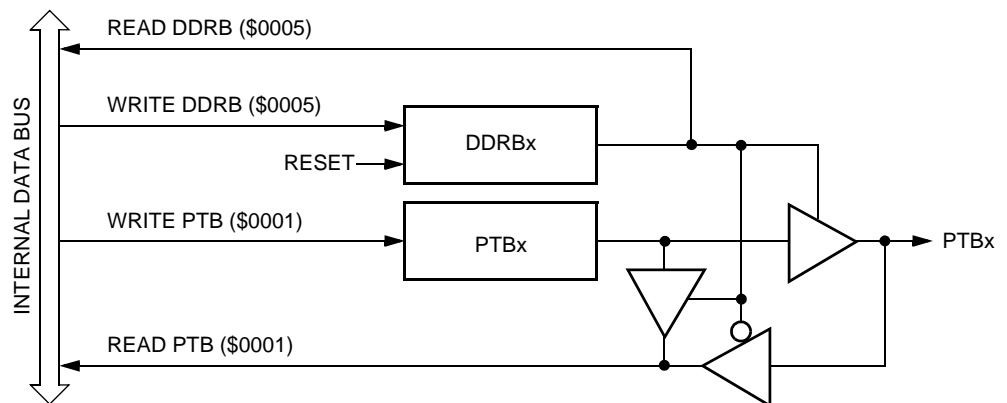 READ DDRB ($0005)
WRITE DDRB ($0005)
DDRBx
RESET
WRITE PTB ($0001)
PTBx
PTBx
READ PTB ($0001)
INTERNAL DATA BUS